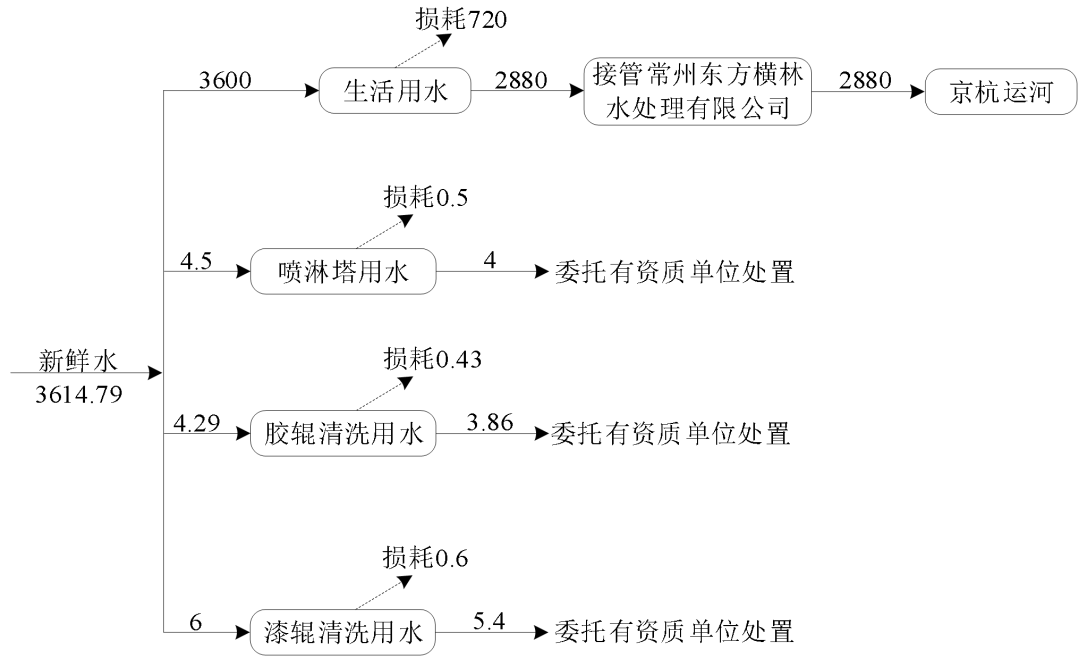 损耗720
3600
生活用水
2880
接管常州东方横林
水处理有限公司
2880
京杭运河
损耗0.5
4.5
喷淋塔用水
4
委托有资质单位处置
新鲜水
3614.79
损耗0.43
4.29
胶辊清洗用水
3.86
委托有资质单位处置
损耗0.6
6
漆辊清洗用水
5.4
委托有资质单位处置